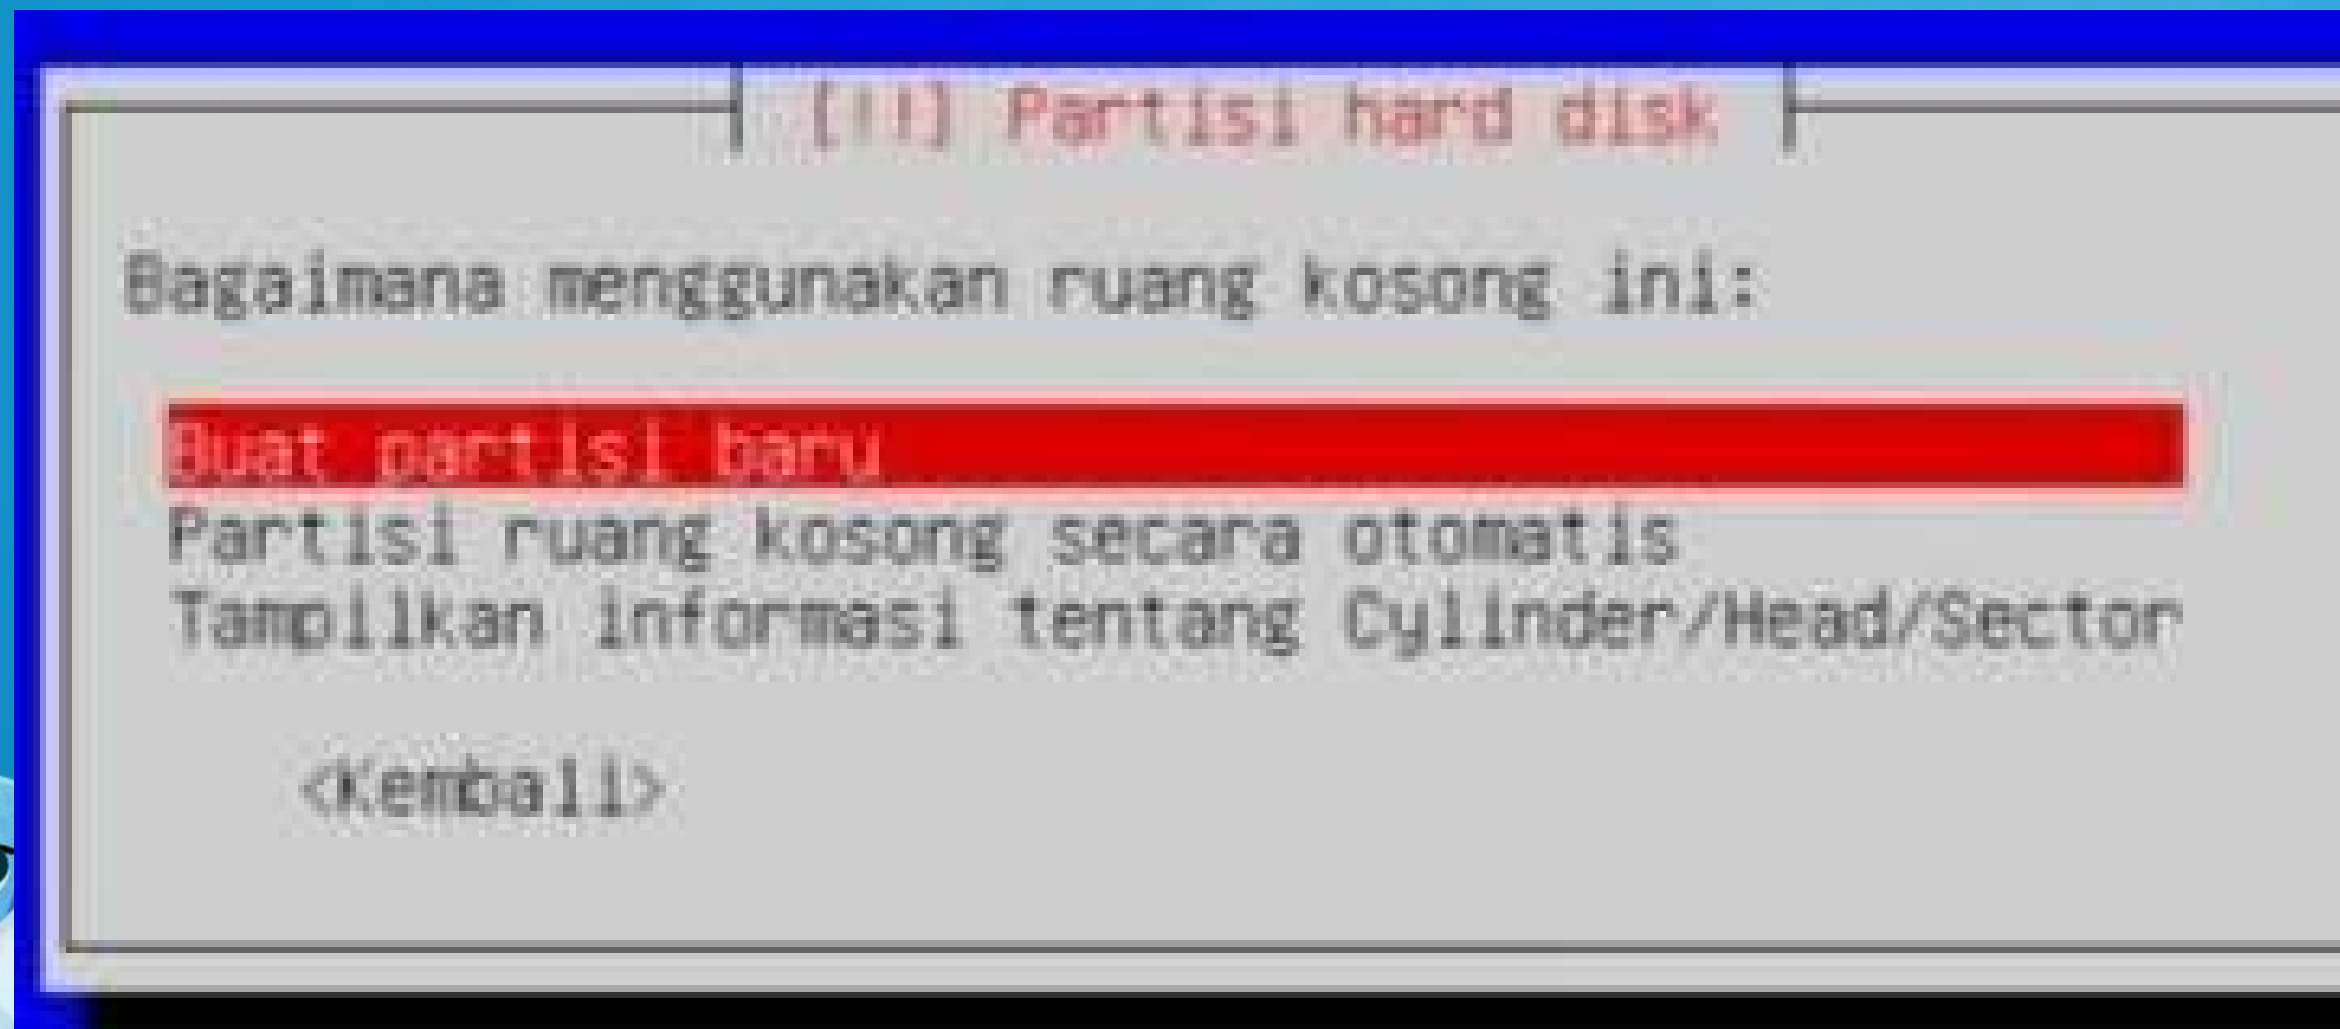 [!!] Partisi hard disk
Bagaimana menggunakan ruang kosong ini:
Buat partisi baru
Partisi ruang kosong secara otomatis
Tampilkan informasi tentang Cylinder/Head/Sector
<Kembali>